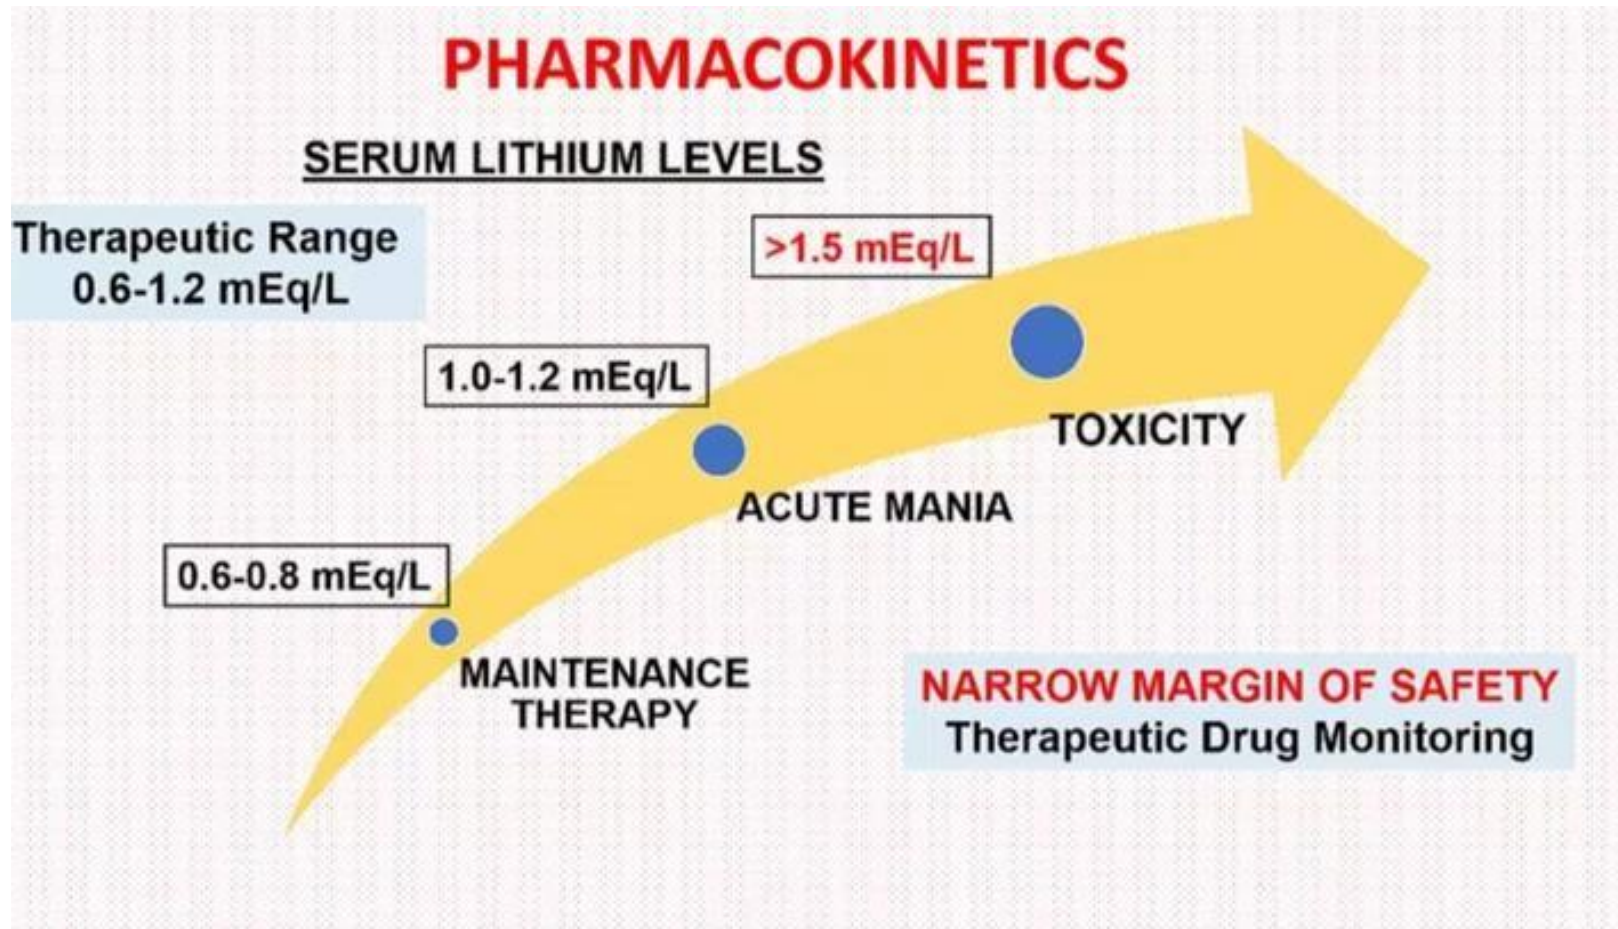 PHARMACOKINETICS
SERUM LITHIUM LEVELS
Therapeutic Range
0.6-1.2 mEq/L
>1.5 mEq/L
1.0-1.2 mEq/L
TOXICITY
ACUTE MANIA
0.6-0.8 mEq/L
MAINTENANCE
THERAPY
NARROW MARGIN OF SAFETY
Therapeutic Drug Monitoring